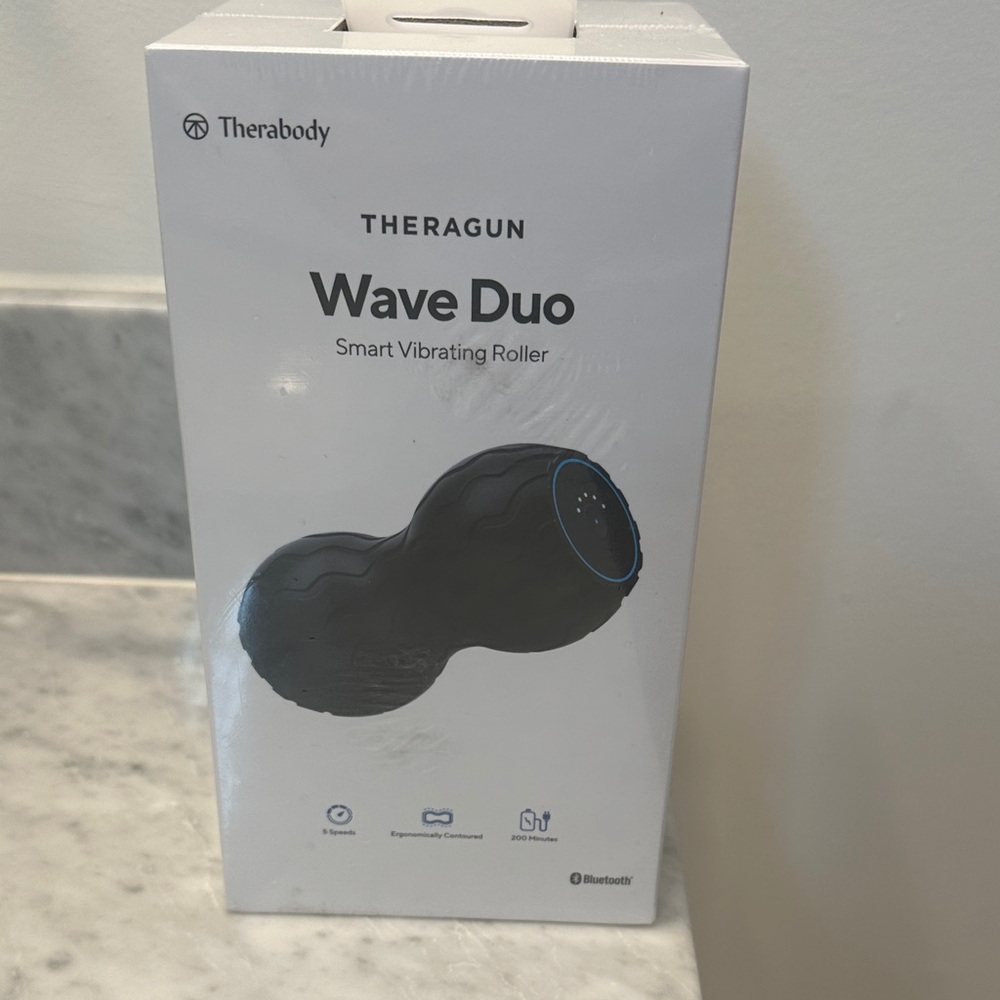 Therabody
THERAGUN
Wave Duo
Smart Vibrating Roller
5 Speeds
Ergonomically Contoured
200 Minutes
Bluetooth®